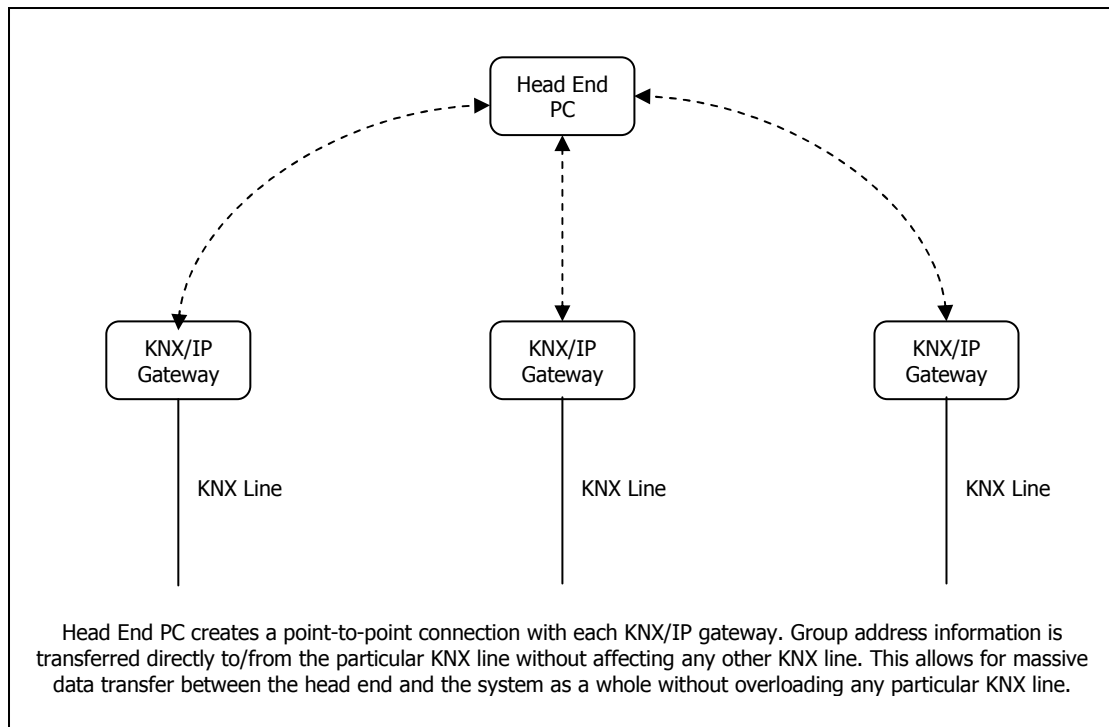 Head End
PC
KNX/IP
Gateway
KNX/IP
Gateway
KNX/IP
Gateway
KNX Line
KNX Line
KNX Line
Head End PC creates a point-to-point connection with each KNX/IP gateway. Group address information is
transferred directly to/from the particular KNX line without affecting any other KNX line. This allows for massive
data transfer between the head end and the system as a whole without overloading any particular KNX line.